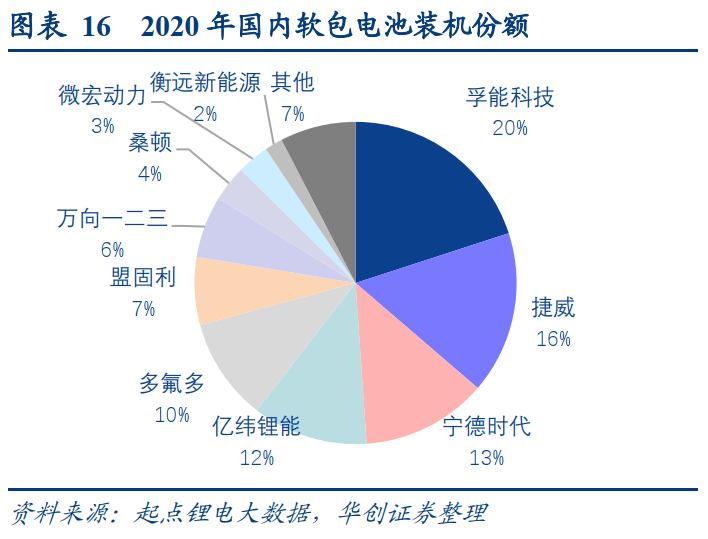 图表 16 2020 年国内软包电池装机份额
孚能科技
20%
捷威
16%
宁德时代
13%
亿纬锂能
12%
多氟多
10%
盟固利
7%
万向一二三
6%
桑顿
4%
微宏动力
3%
衡远新能源
2%
其他
7%
资料来源：起点锂电大数据，华创证券整理